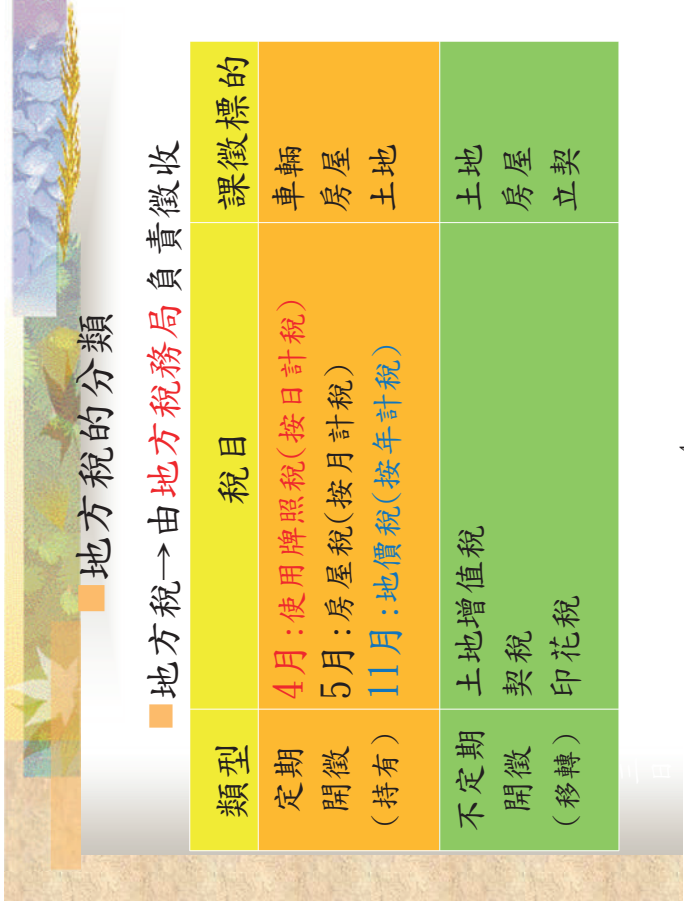 地方稅的分類
地方稅→由地方稅務局負責徵收
類型 稅目 課徵標的
定期 4月:使用牌照稅(按日計稅) 車輛
開徵 5月:房屋稅(按月計稅) 房屋
(持有) 11月:地價稅(按年計稅) 土地
不定期 土地增值稅 土地
開徵 契稅 房屋
(移轉) 印花稅 立契